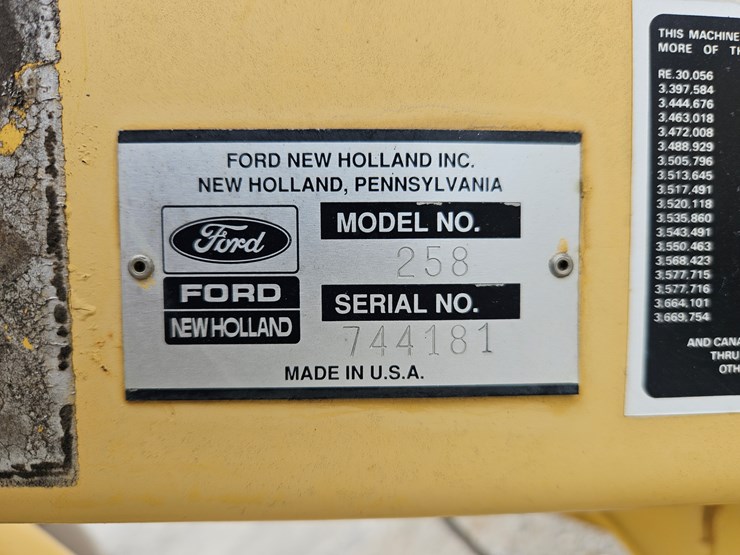 FORD NEW HOLLAND INC.
NEW HOLLAND, PENNSYLVANIA
Ford
FORD
NEW HOLLAND
MODEL NO.
258
SERIAL NO.
744181
MADE IN U.S.A.
THIS MACHINE
MORE OF
RE.30,056
3,397,584
3,444,676
3,463,018
3,472,008
3,488,929
3,505,796
3,513,645
3,517,491
3,520,118
3,535,860
3,543,491
3,550,463
3,568,423
3,577,715
3,577,716
3,664,101
3,669,754
AND
THRU